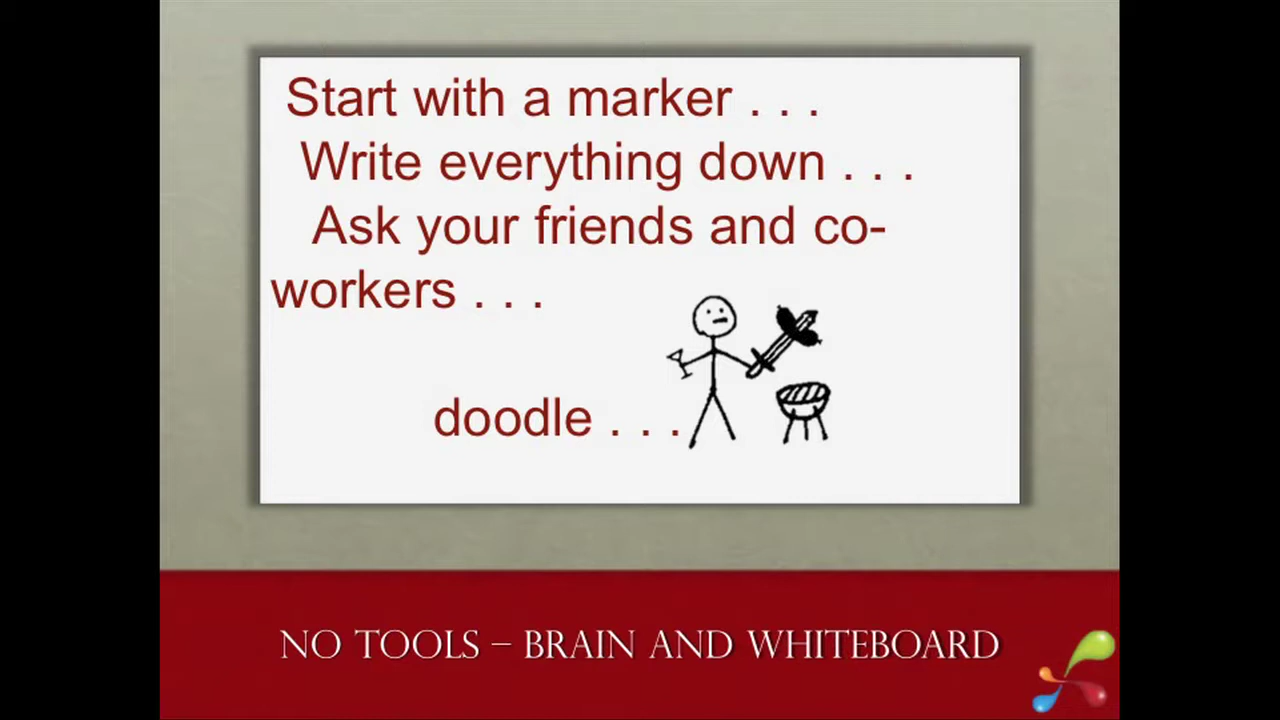 Start with a marker . . .
Write everything down . . .
Ask your friends and co-
workers . . .
doodle . . .
NO TOOLS – BRAIN AND WHITEBOARD